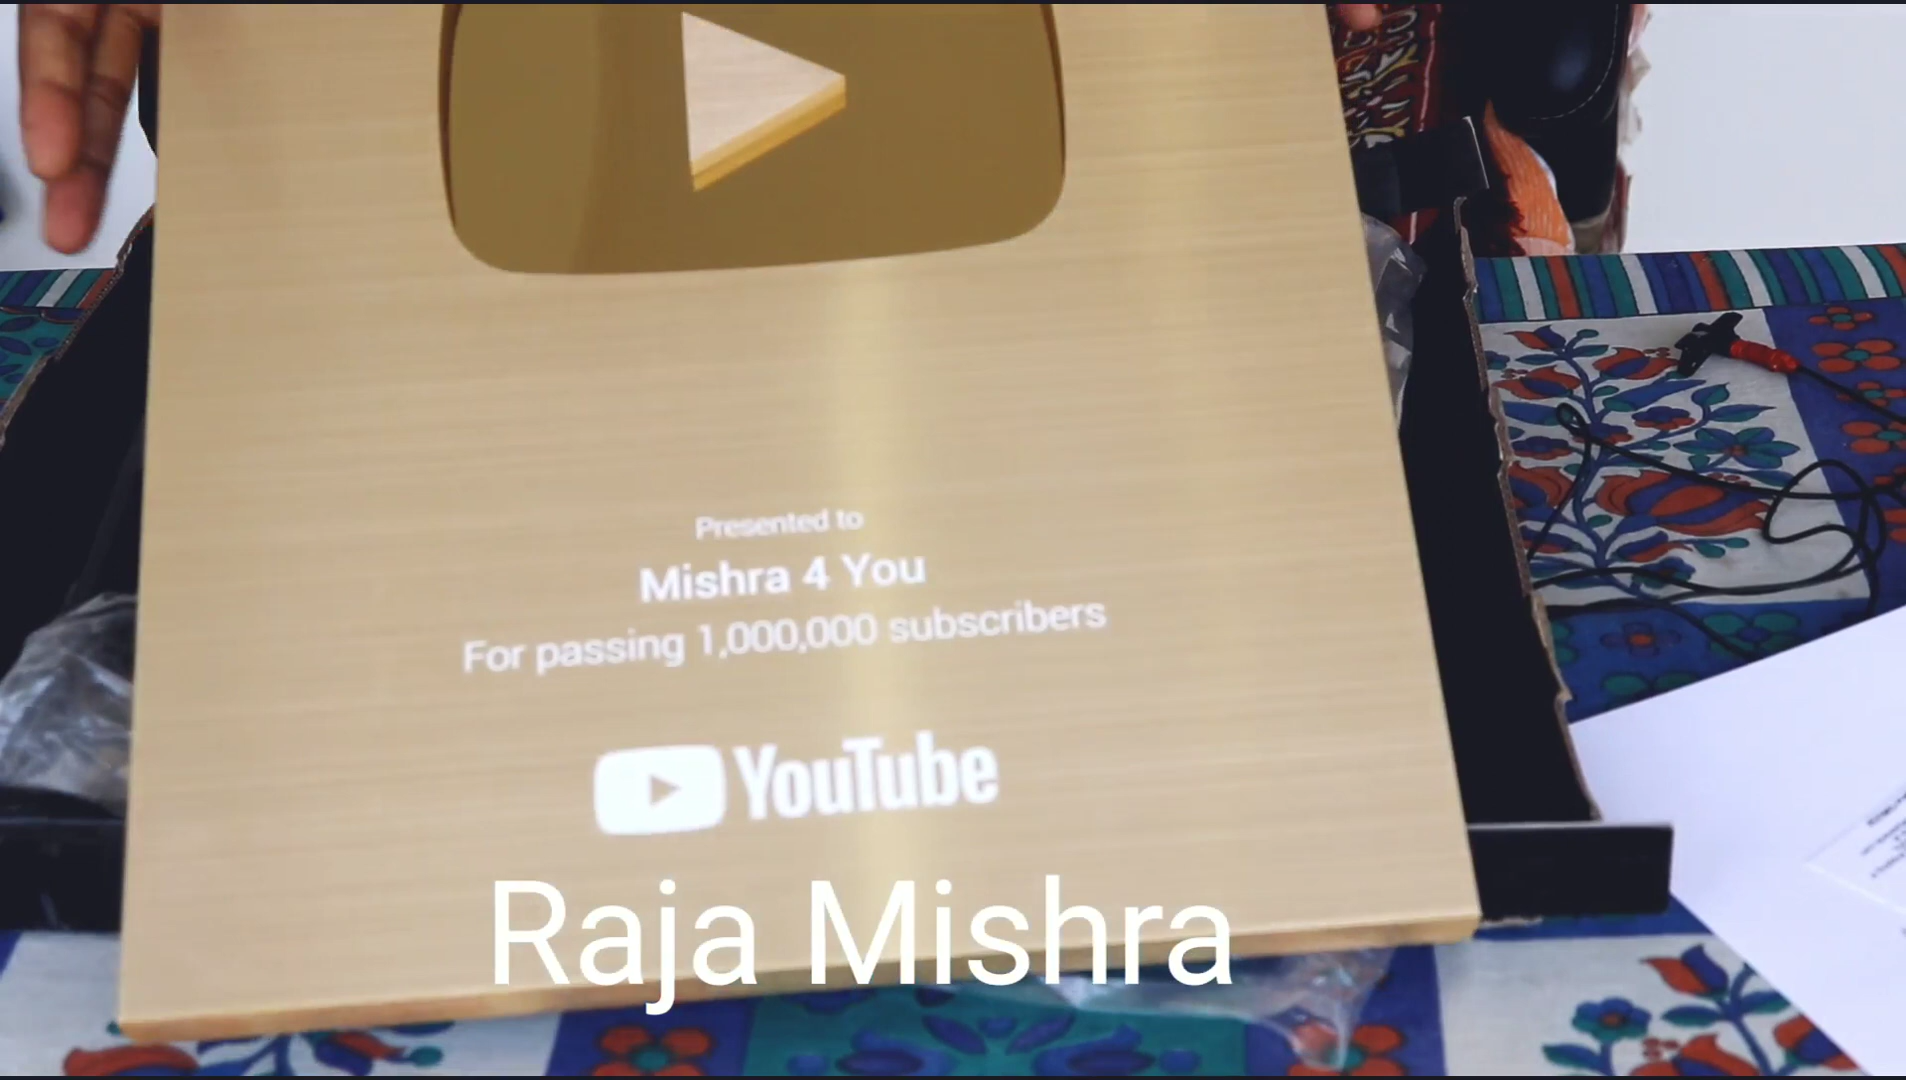 Presented to
Mishra 4 You
For passing 1,000,000 subscribers
YouTube
Raja Mishra